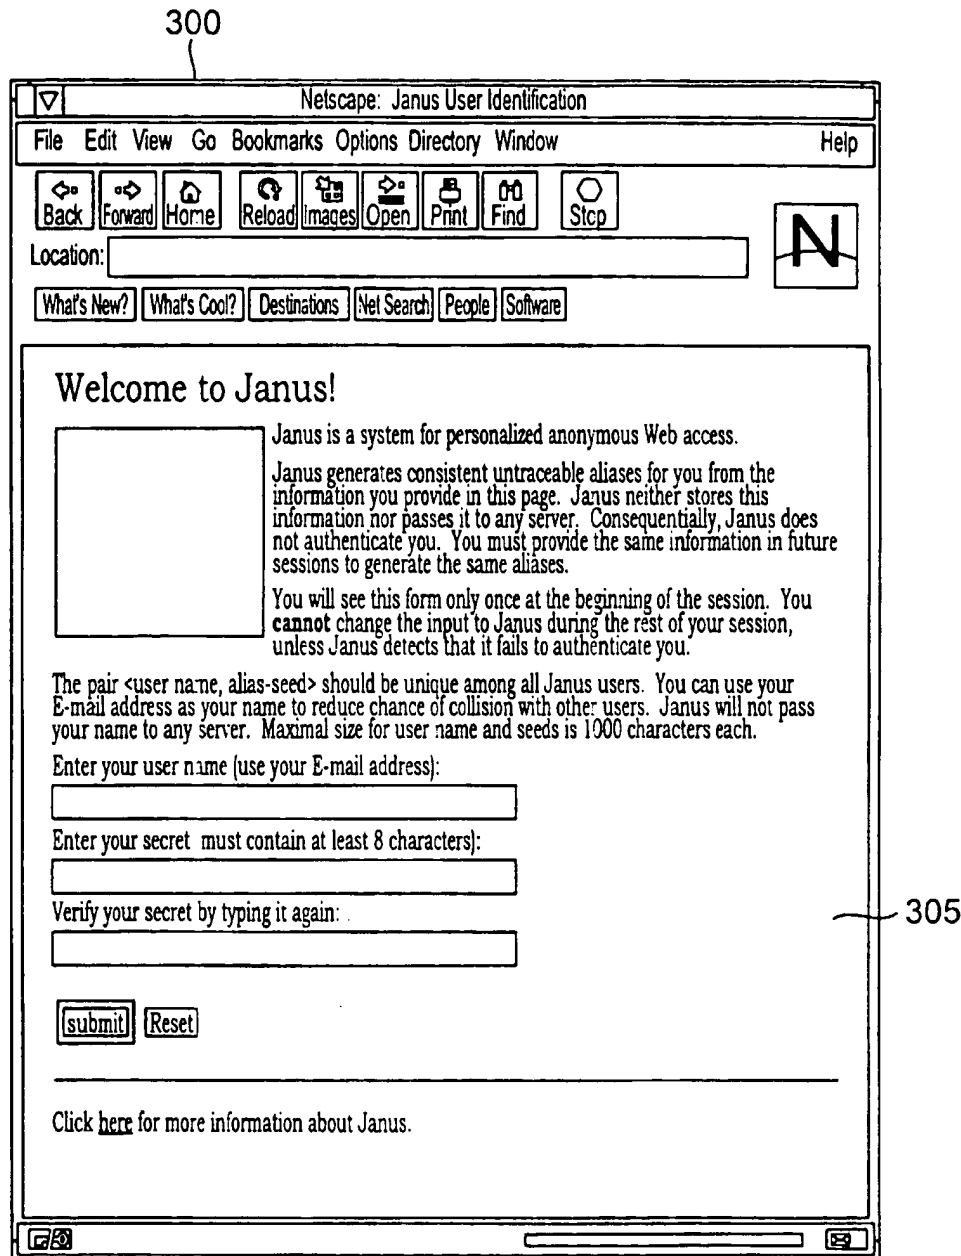 300
Netscape: Janus User Identification
File Edit View Go Bookmarks Options Directory Window Help
Back Forward Home Reload Images Open Print Find Stop
Location:
N
What's New? What's Cool? Destinations Net Search People Software
Welcome to Janus!
Janus is a system for personalized anonymous Web access.
Janus generates consistent untraceable aliases for you from the
information you provide in this page. Janus neither stores this
information nor passes it to any server. Consequentially, Janus does
not authenticate you. You must provide the same information in future
sessions to generate the same aliases.
You will see this form only once at the beginning of the session. You
cannot change the input to Janus during the rest of your session,
unless Janus detects that it fails to authenticate you.
The pair <user name, alias-seed> should be unique among all Janus users. You can use your
E-mail address as your name to reduce chance of collision with other users. Janus will not pass
your name to any server. Maximal size for user name and seeds is 1000 characters each.
Enter your user name (use your E-mail address):
Enter your secret must contain at least 8 characters):
Verify your secret by typing it again:
305
submit Reset
Click here for more information about Janus.